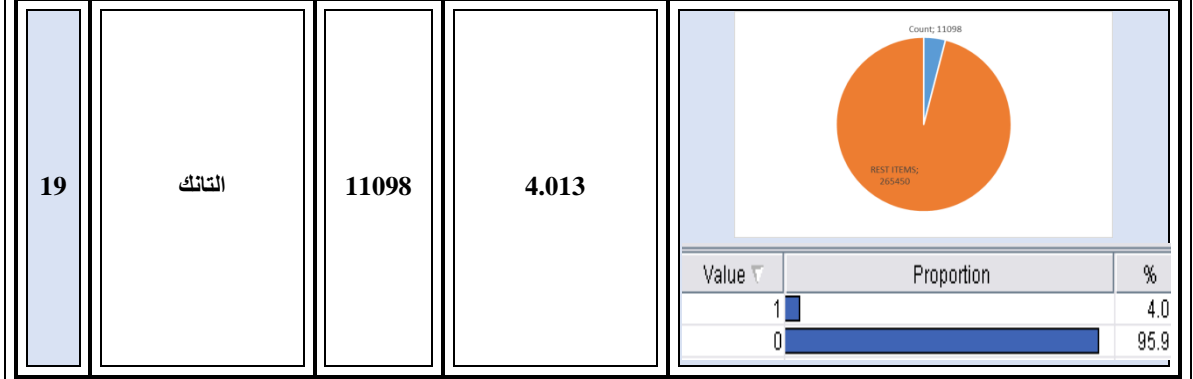 19
التانك
11098
4.013
Count; 11098
REST ITEMS;
265450
Value Proportion %
1 4.0
0 95.9